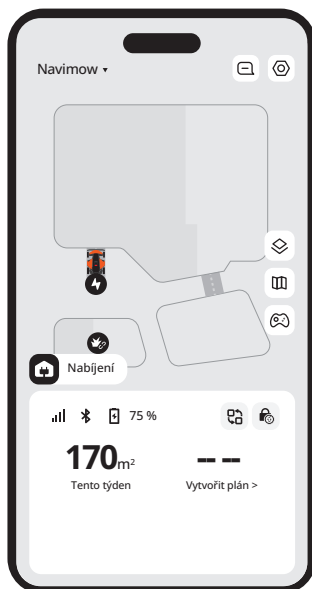 Navimow
Nabíjení
75 %
170m²
-- --
Tento týden
Vytvořit plán >